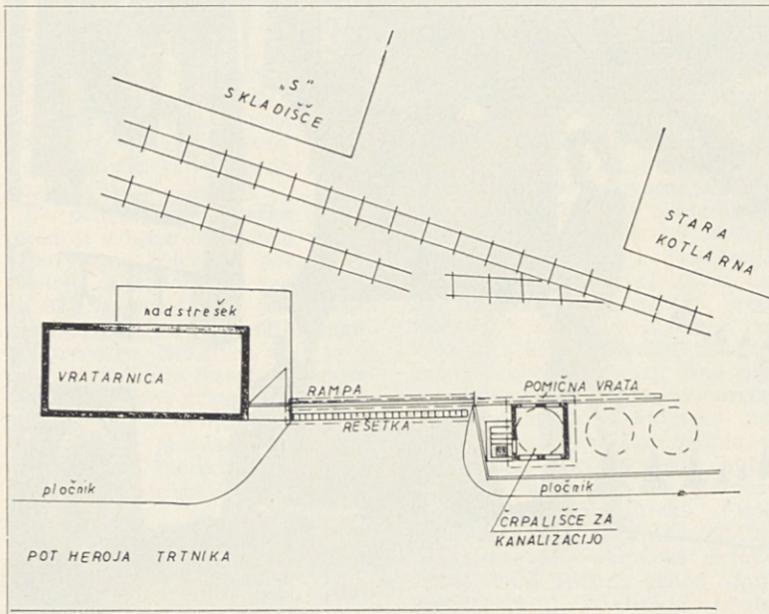 „S“
SKLADIŠČE
STARA
KOTLARNA
nadstrešek
VRATARNICA
RAMPA
POMIČNA VRATA
REŠETKA
pločnik
pločnik
ČRPALIŠČE ZA
KANALIZACIJO
POT HEROJA TRTNIKA